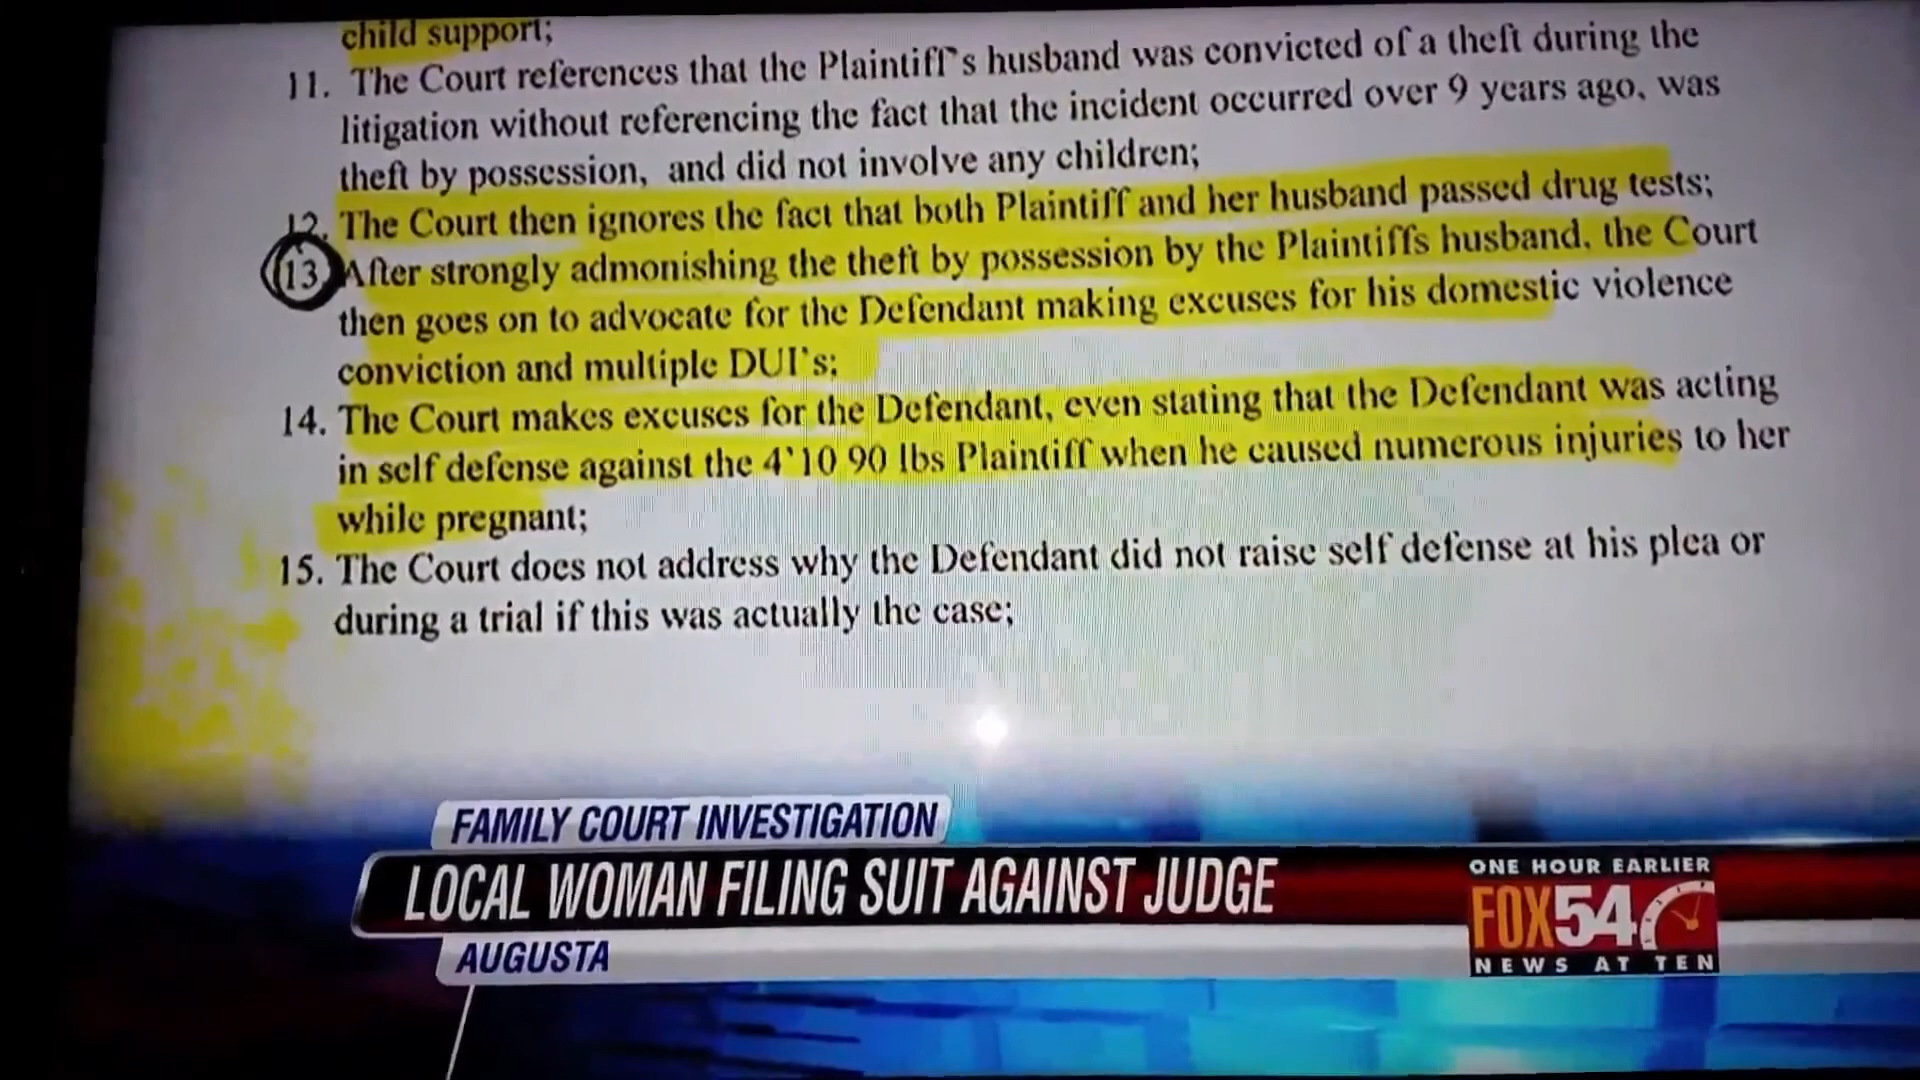 child support;
11. The Court references that the Plaintiff's husband was convicted of a theft during the
litigation without referencing the fact that the incident occurred over 9 years ago, was
theft by possession, and did not involve any children;
12. The Court then ignores the fact that both Plaintiff and her husband passed drug tests;
13 After strongly admonishing the theft by possession by the Plaintiffs husband, the Court
then goes on to advocate for the Defendant making excuses for his domestic violence
conviction and multiple DUI's;
14. The Court makes excuses for the Defendant, even stating that the Defendant was acting
in self defense against the 4'10 90 lbs Plaintiff when he caused numerous injuries to her
while pregnant;
15. The Court does not address why the Defendant did not raise self defense at his plea or
during a trial if this was actually the case;
FAMILY COURT INVESTIGATION
LOCAL WOMAN FILING SUIT AGAINST JUDGE
AUGUSTA
ONE HOUR EARLIER
FOX54
NEWS AT TEN